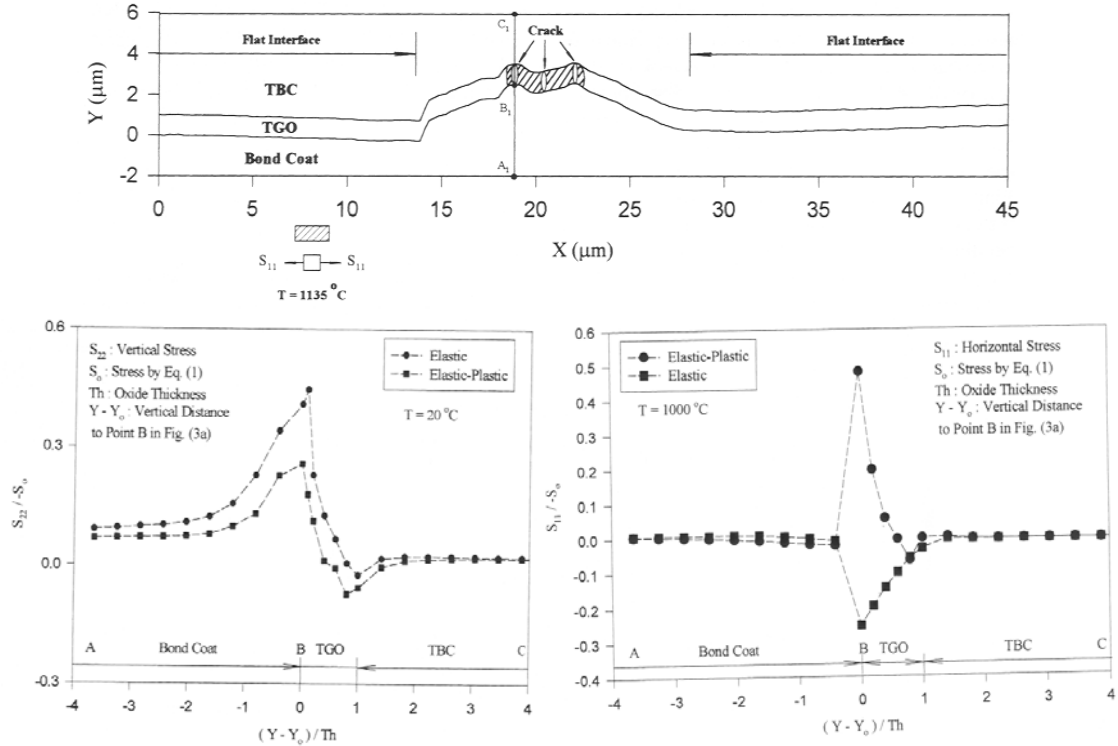 6
4
2
0
-2
Y (μm)
C1
Flat Interface
Crack
Flat Interface
TBC
TGO
B1
Bond Coat
A1
0 5 10 15 20 25 30 35 40 45
X (μm)
S11 S11
T = 1135 °C
0.6
0.3
0.0
-0.3
S22 / -So
S22 : Vertical Stress
So : Stress by Eq. (1)
Th : Oxide Thickness
Y - Yo : Vertical Distance
to Point B in Fig. (3a)
Elastic
Elastic-Plastic
T = 20 °C
A Bond Coat B TGO TBC C
-4 -3 -2 -1 0 1 2 3 4
( Y - Yo ) / Th
0.6
0.5
0.4
0.3
0.2
0.1
0.0
-0.1
-0.2
-0.3
-0.4
S11 / -So
Elastic-Plastic
Elastic
T = 1000 °C
S11 : Horizontal Stress
So : Stress by Eq. (1)
Th : Oxide Thickness
Y - Yo : Vertical Distance
to Point B in Fig. (3a)
A Bond Coat B TGO TBC C
-4 -3 -2 -1 0 1 2 3 4
( Y - Yo ) / Th